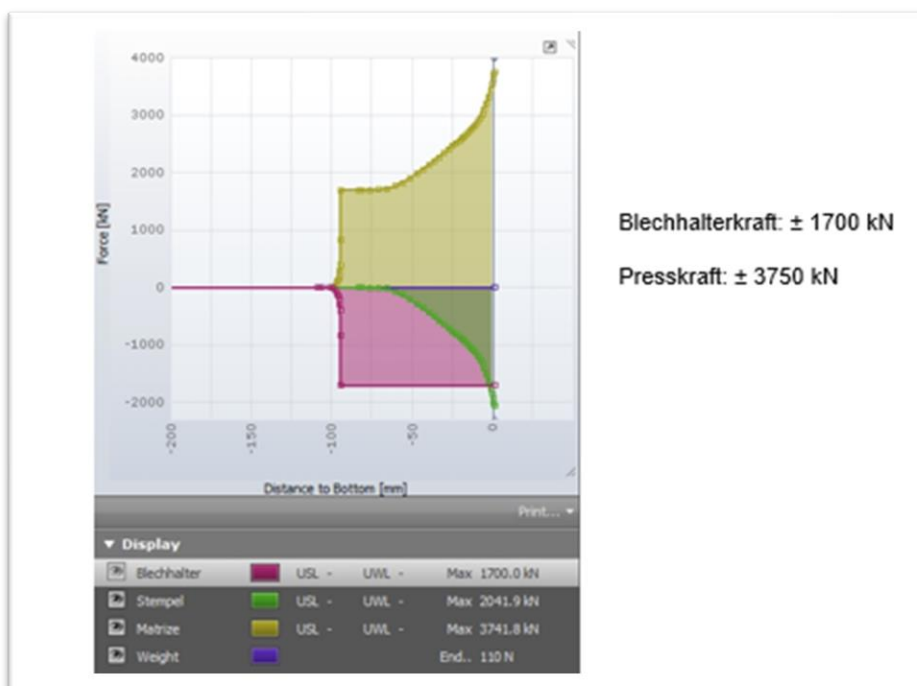 4000
3000
2000
1000
0
-1000
-2000
Force [kN]
-200
-150
-100
-50
0
Distance to Bottom [mm]
Print...
Display
Blechhalter USL - UWL - Max 1700.0 kN
Stempel USL - UWL - Max 2041.9 kN
Matrize USL - UWL - Max 3741.8 kN
Weight End.. 110 N
Blechhalterkraft: ± 1700 kN
Presskraft: ± 3750 kN